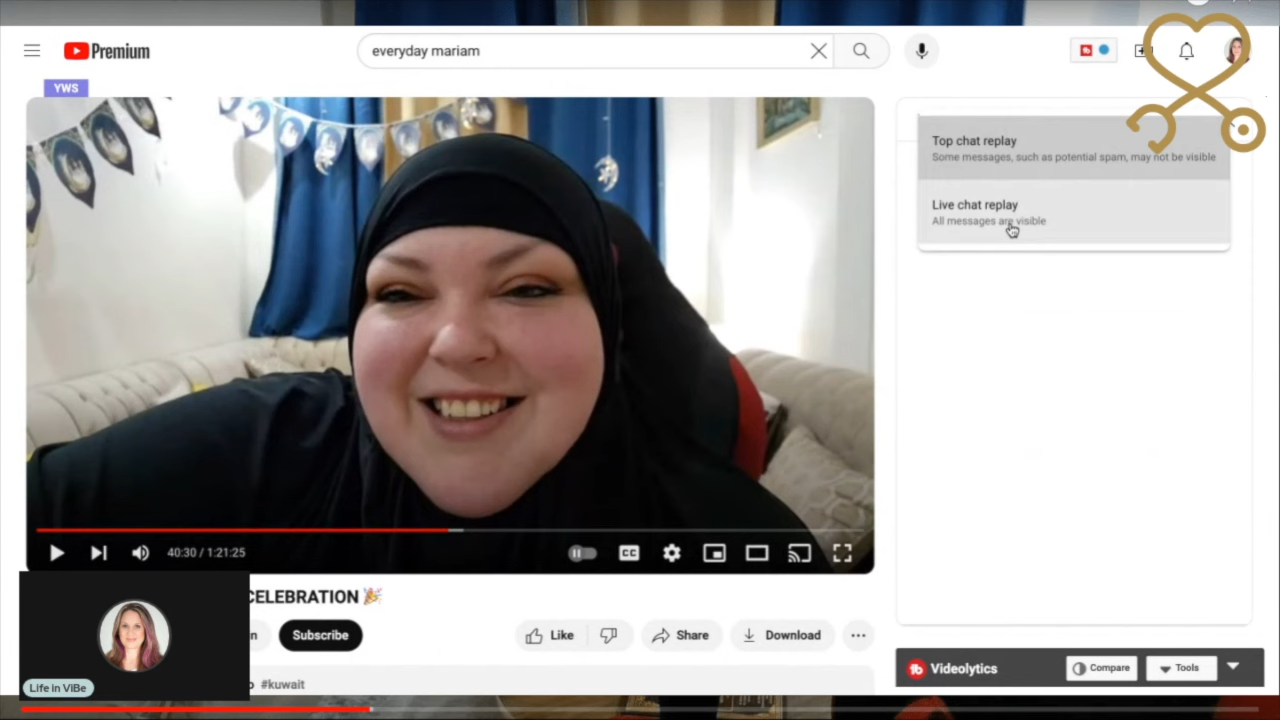 Premium
everyday mariam
YWS
Top chat replay
Some messages, such as potential spam, may not be visible
Live chat replay
All messages are visible
40:30 / 1:21:25
CC
CELEBRATION 🎉
n
Subscribe
Like
Share
Download
#kuwait
Life in ViBe
Videolytics
Compare
Tools